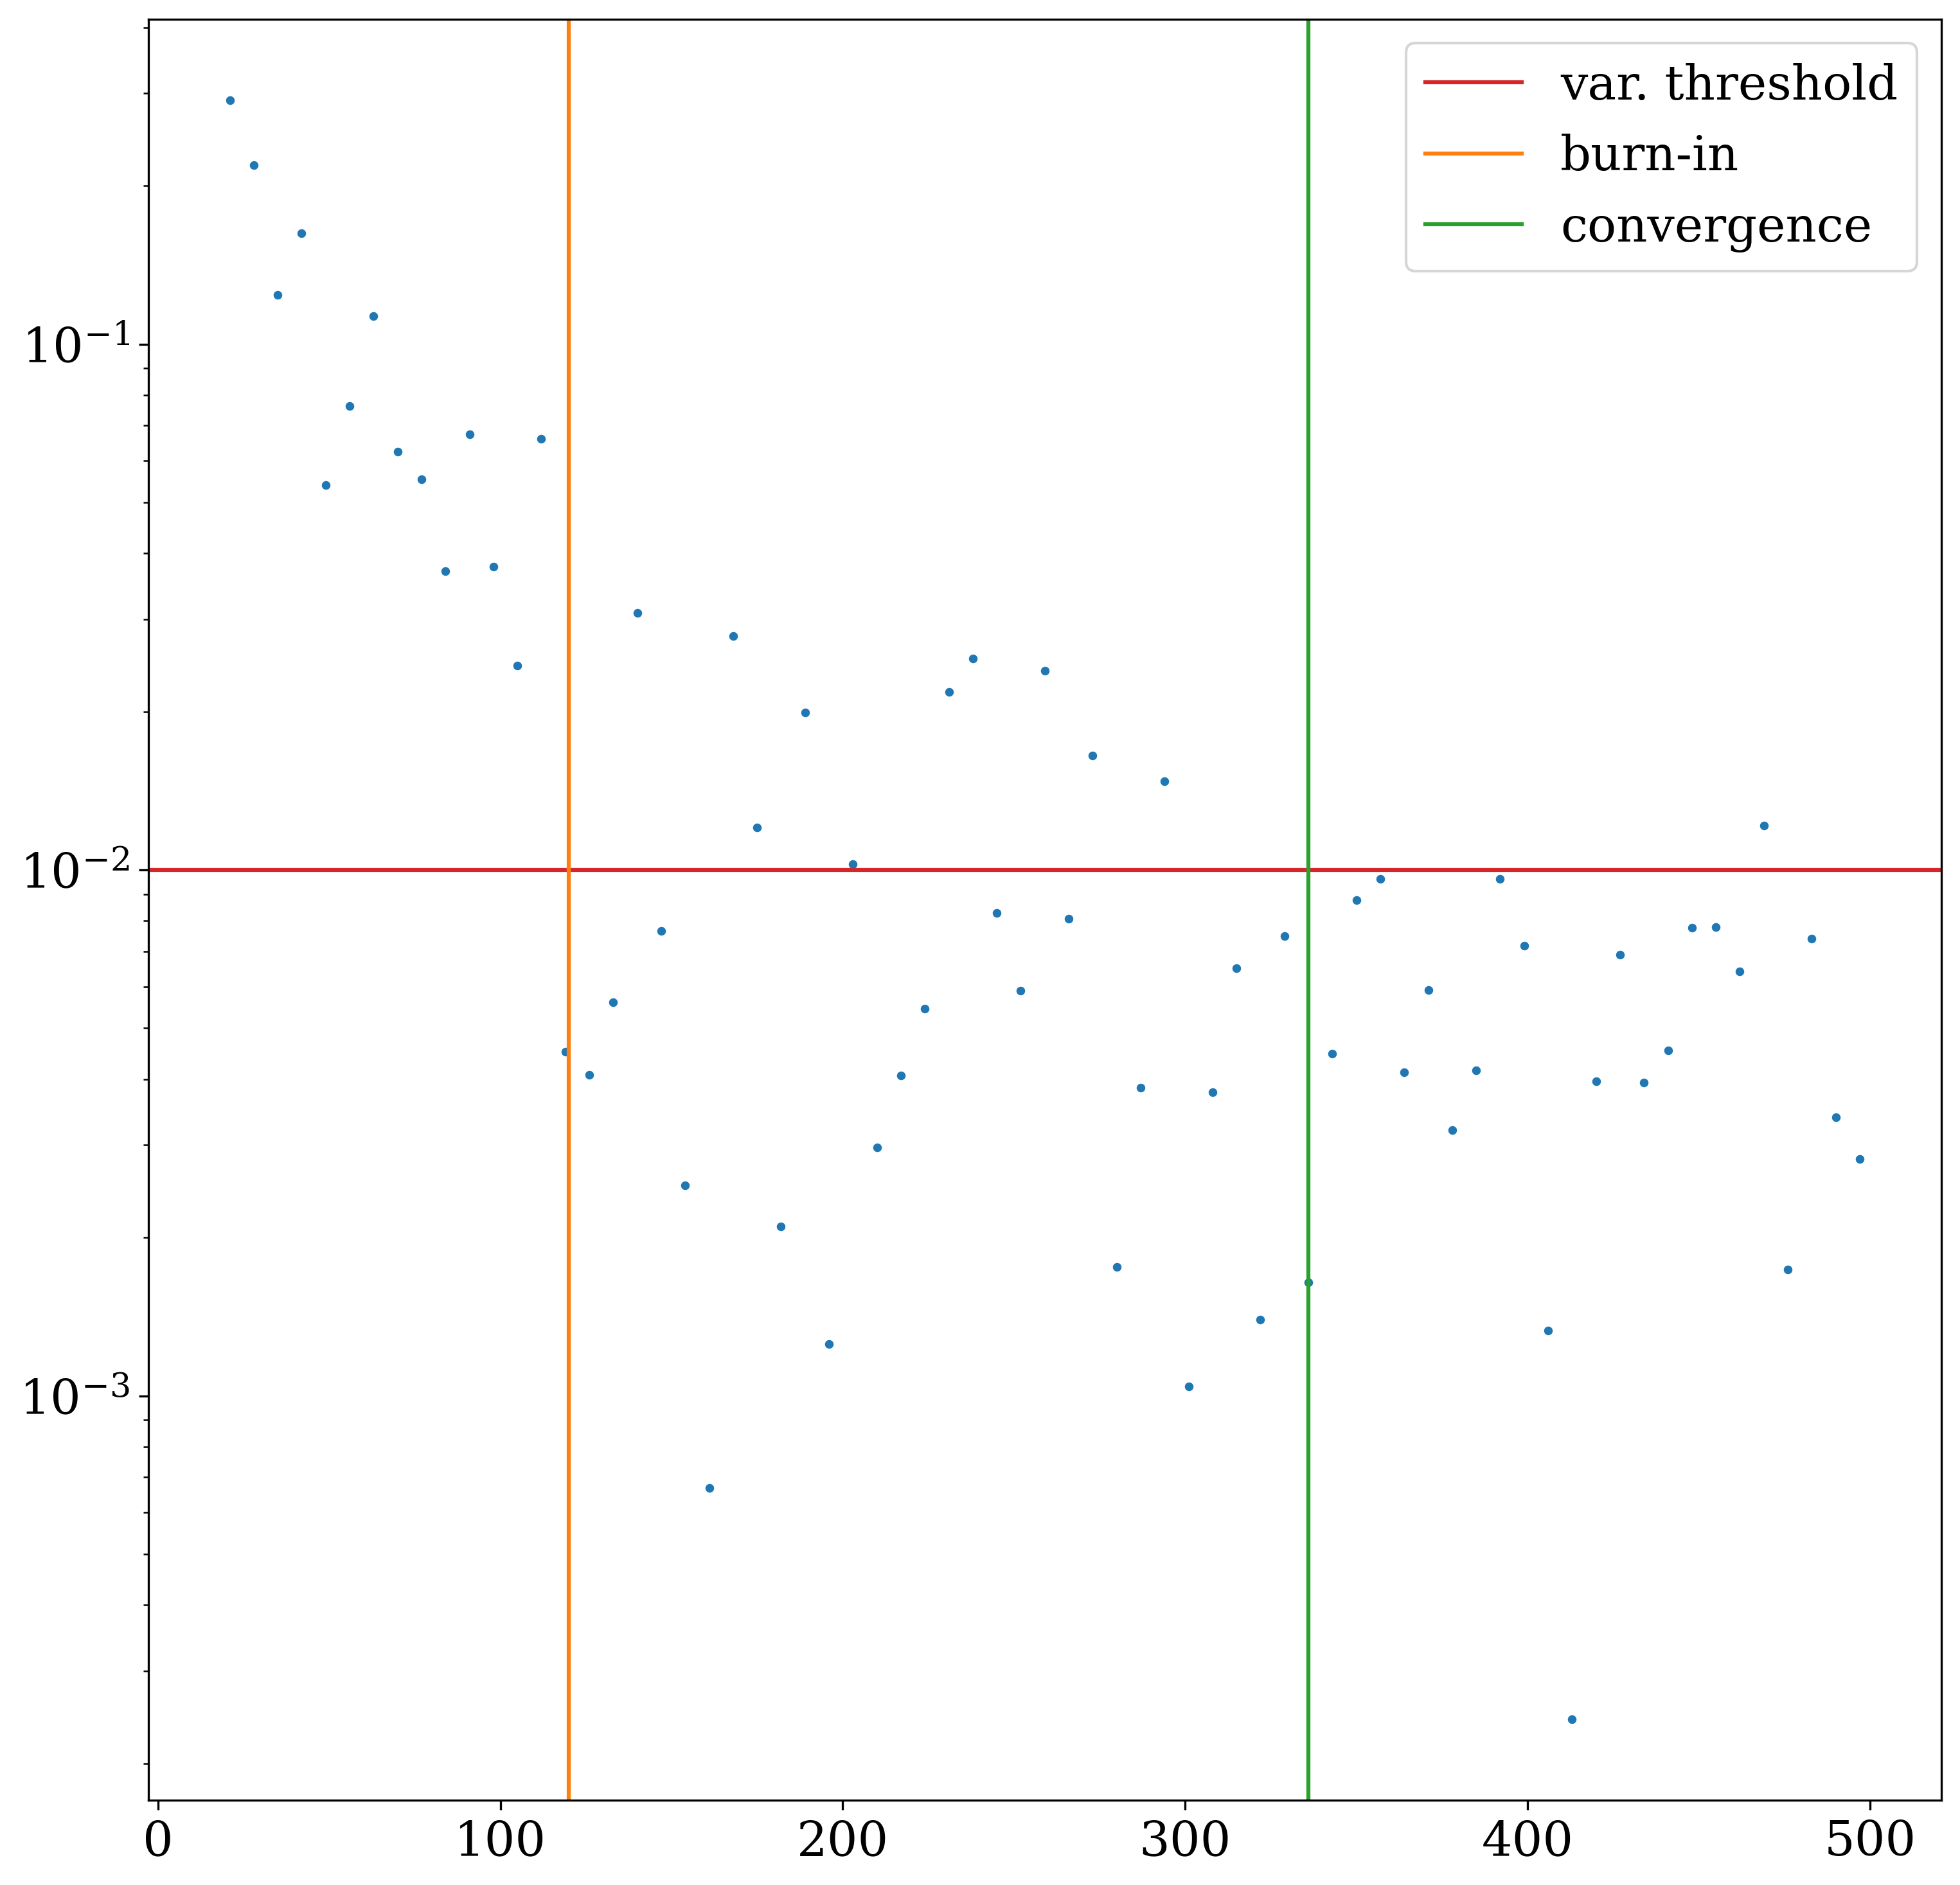 var. threshold
burn-in
convergence
10⁻¹
10⁻²
10⁻³
0 100 200 300 400 500